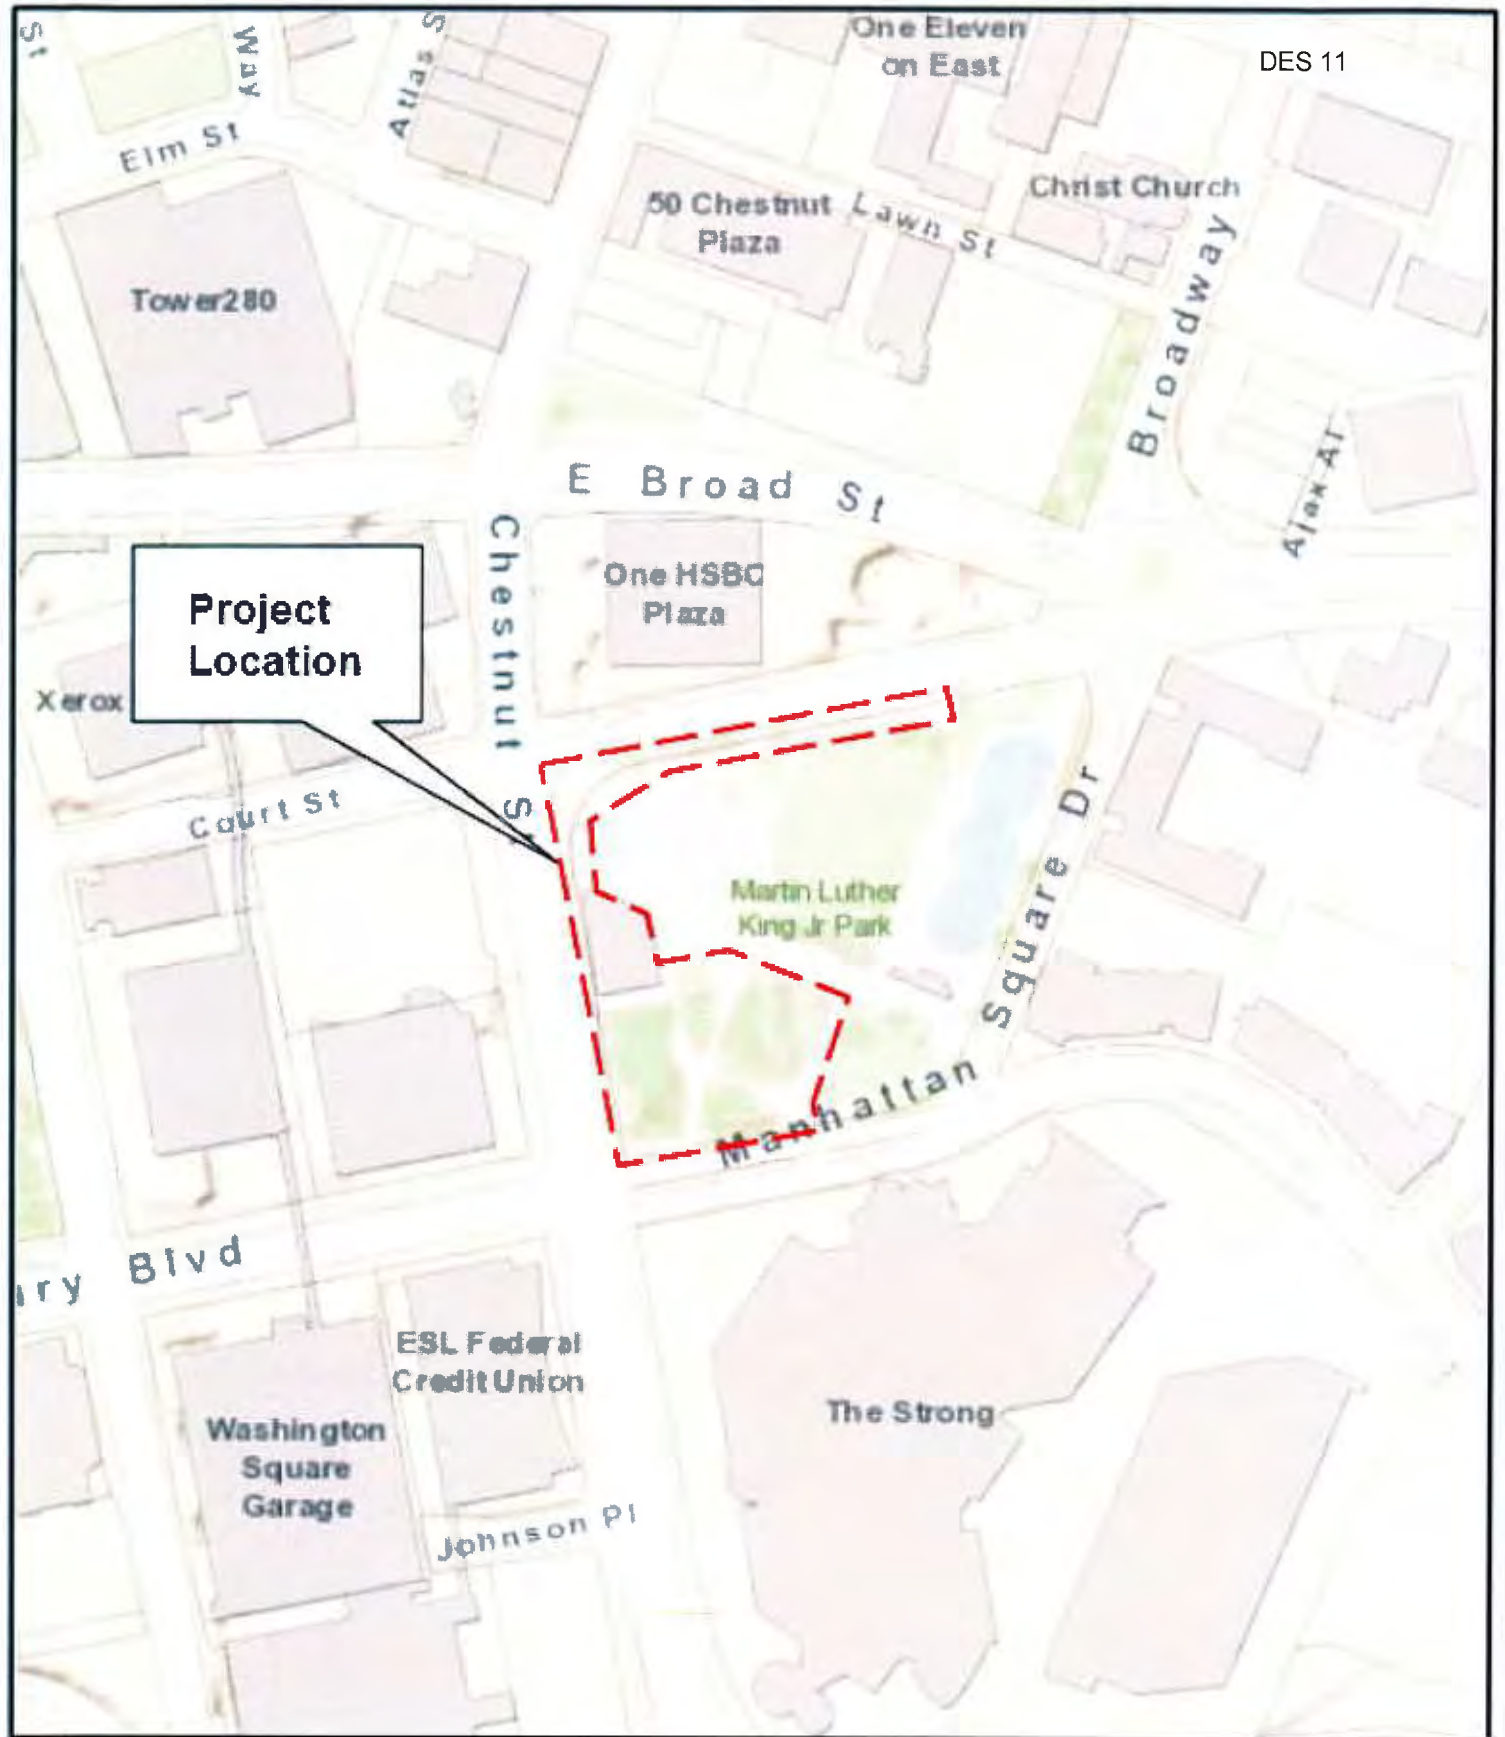 St
Way
Atlas S
One Eleven
on East
DES 11
Elm St
50 Chestnut
Plaza
Lawn St
Christ Church
Tower280
Broadway
Ajax Al
E Broad St
Chestnut St
One HSBC
Plaza
Project
Location
Xerox
Court St
Martin Luther
King Jr Park
Manhattan Square Dr
Blvd
ESL Federal
Credit Union
The Strong
Washington
Square
Garage
Johnson Pl